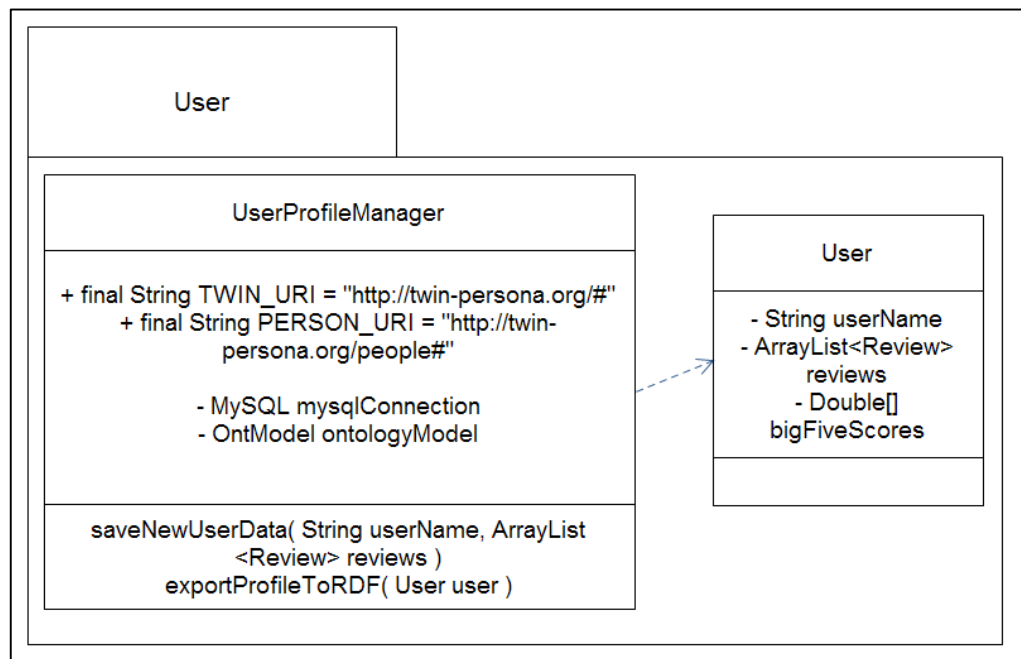 User
UserProfileManager
+ final String TWIN_URI = "http://twin-persona.org/#"
+ final String PERSON_URI = "http://twin-
persona.org/people#"
- MySQL mysqlConnection
- OntModel ontologyModel
saveNewUserData( String userName, ArrayList
<Review> reviews )
exportProfileToRDF( User user )
User
- String userName
- ArrayList<Review>
reviews
- Double[]
bigFiveScores